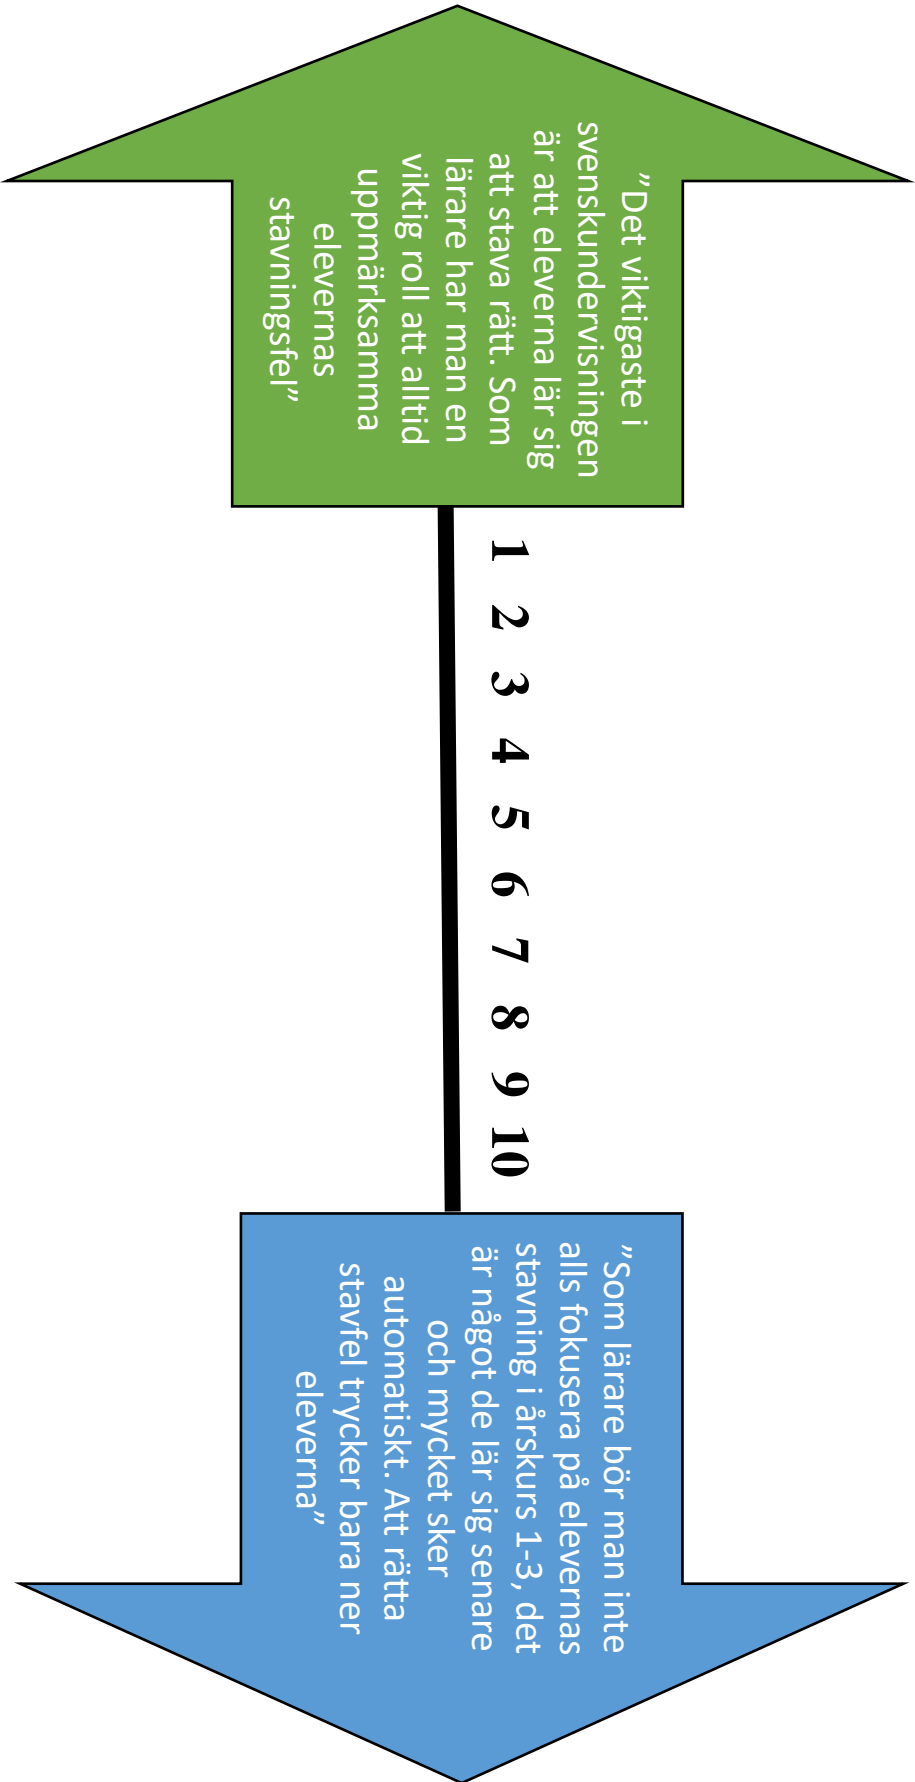 ”Det viktigaste i
svenskundervisningen
är att eleverna lär sig
att stava rätt. Som
lärare har man en
viktig roll att alltid
uppmärksamma
elevernas
stavningsfel”
1 2 3 4 5 6 7 8 9 10
”Som lärare bör man inte
alls fokusera på elevernas
stavning i årskurs 1-3, det
är något de lär sig senare
och mycket sker
automatiskt. Att rätta
stavfel trycker bara ner
eleverna”